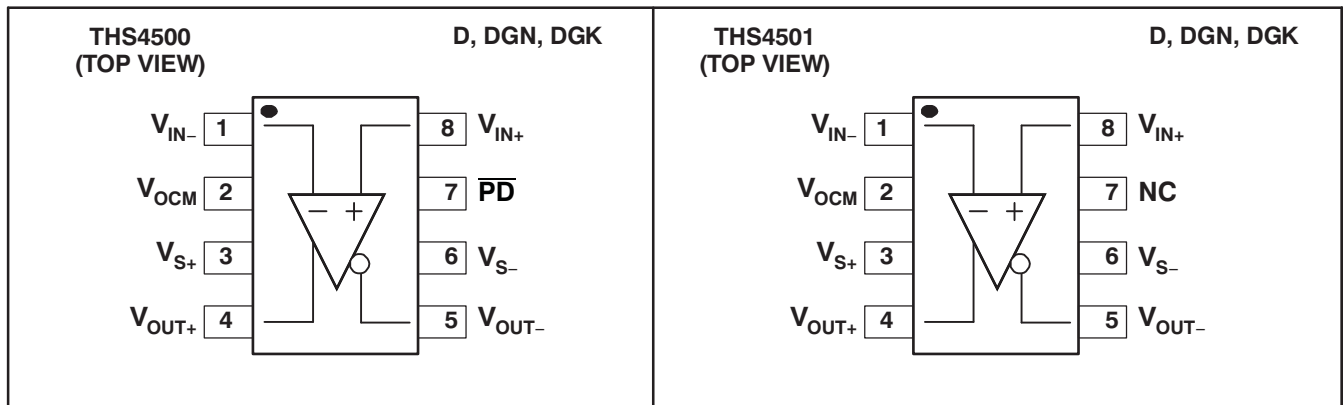 THS4500
(TOP VIEW)
D, DGN, DGK
V_IN− 1
8 V_IN+
V_OCM 2
7 P̅D̅
V_S+ 3
6 V_S−
V_OUT+ 4
5 V_OUT−
− +
THS4501
(TOP VIEW)
D, DGN, DGK
V_IN− 1
8 V_IN+
V_OCM 2
7 NC
V_S+ 3
6 V_S−
V_OUT+ 4
5 V_OUT−
− +